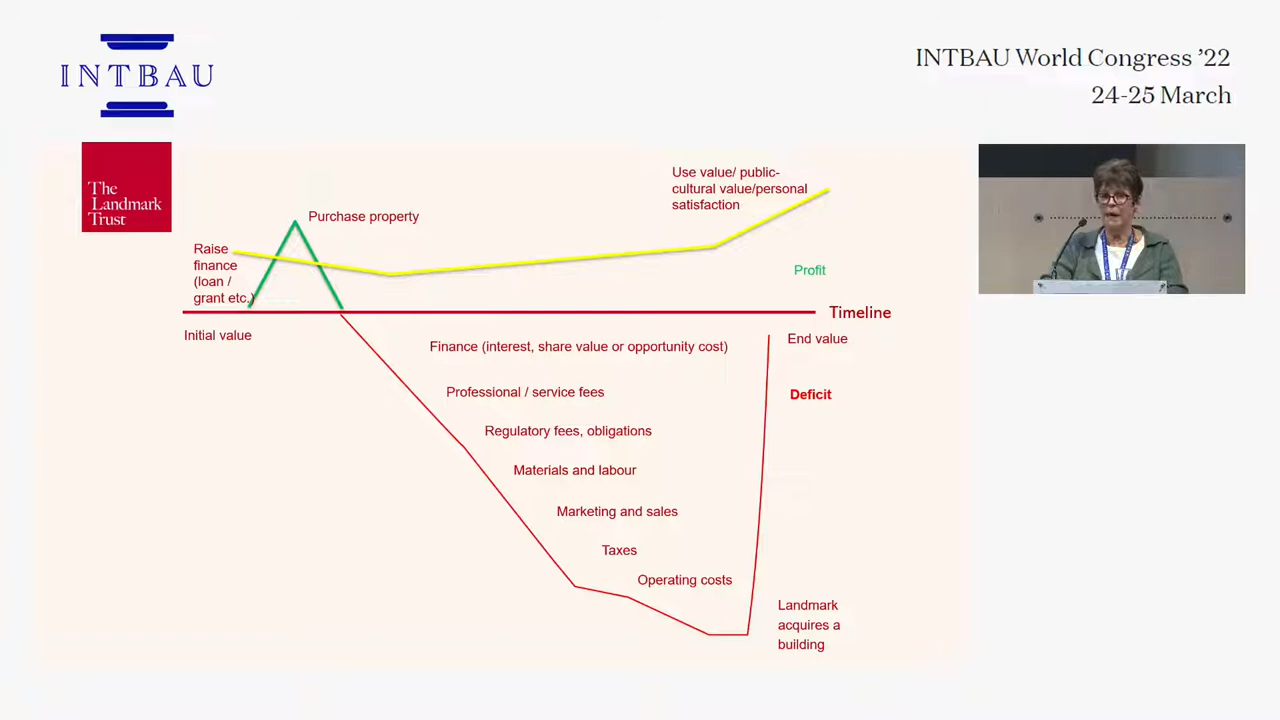 INTBAU
INTBAU World Congress ’22
24-25 March
The
Landmark
Trust
Use value/ public-
cultural value/personal
satisfaction
Purchase property
Raise
finance
(loan /
grant etc.)
Profit
Timeline
Initial value
End value
Finance (interest, share value or opportunity cost)
Professional / service fees
Deficit
Regulatory fees, obligations
Materials and labour
Marketing and sales
Taxes
Operating costs
Landmark
acquires a
building